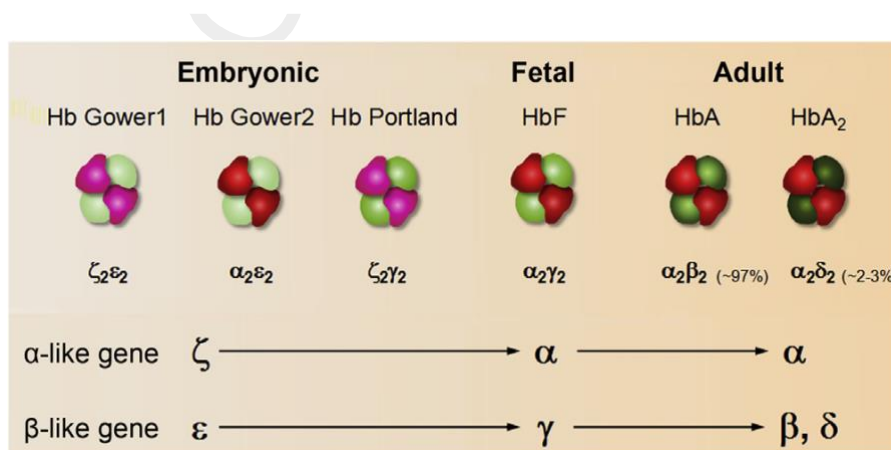 Embryonic Fetal Adult
Hb Gower1 Hb Gower2 Hb Portland HbF HbA HbA₂
ζ₂ε₂ α₂ε₂ ζ₂γ₂ α₂γ₂ α₂β₂ (~97%) α₂δ₂ (~2-3%
α-like gene ζ α α
β-like gene ε γ β, δ